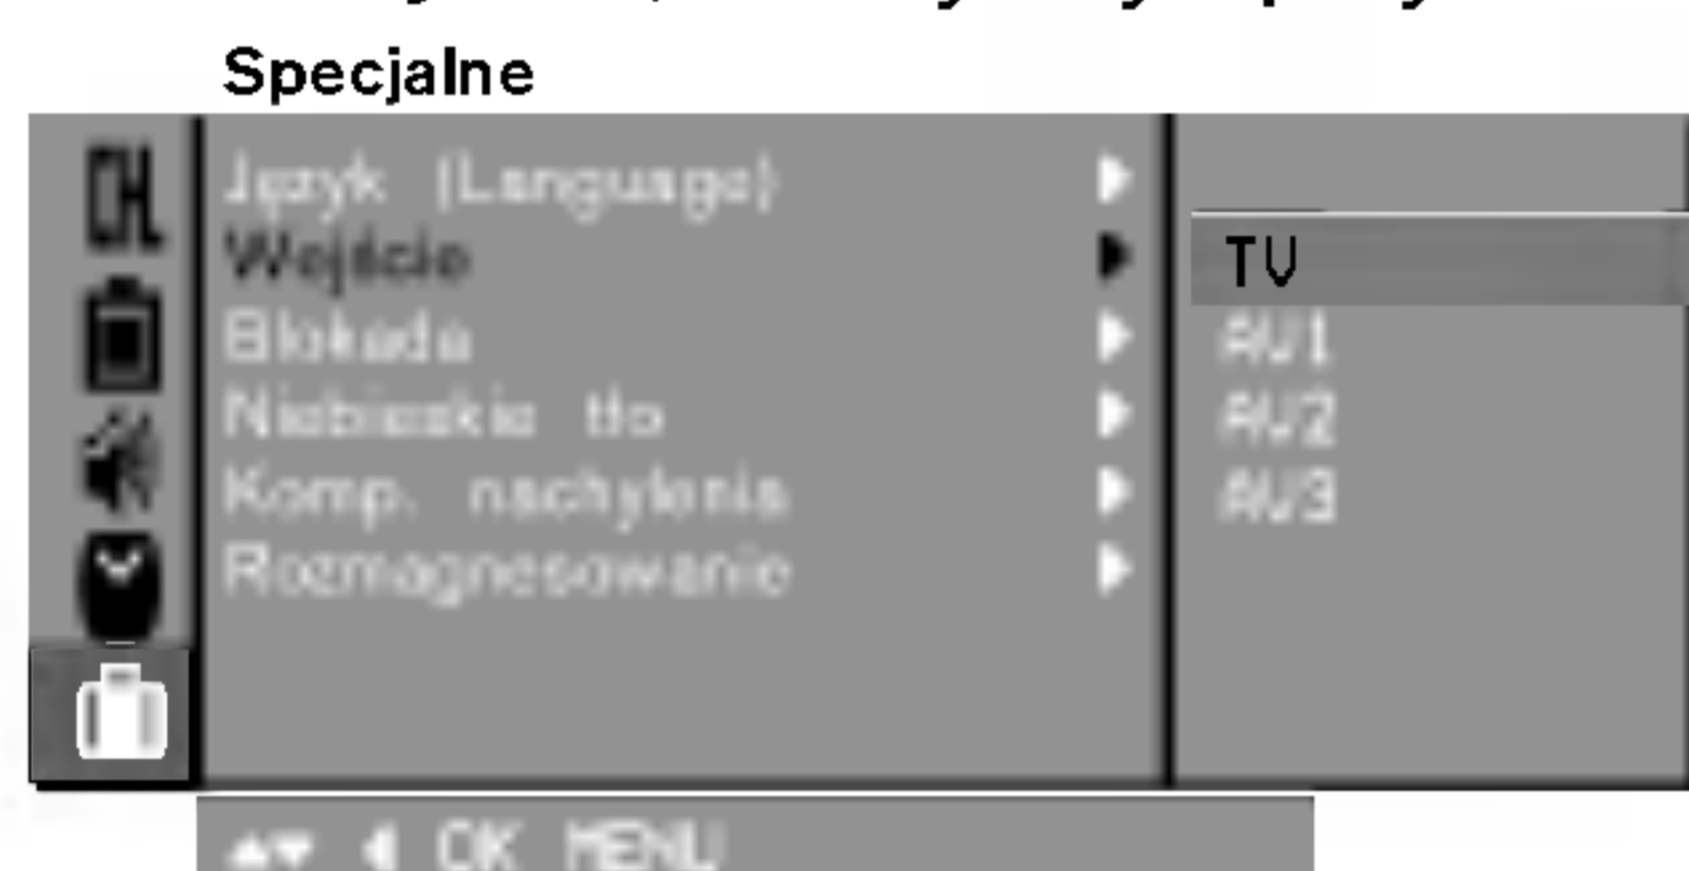 Specjalne
Język (Language)
Wejście
Blokada
Niebieskie tło
Komp. nachylenia
Rozmagnesowanie
TV
AV1
AV2
AV3
OK MENU